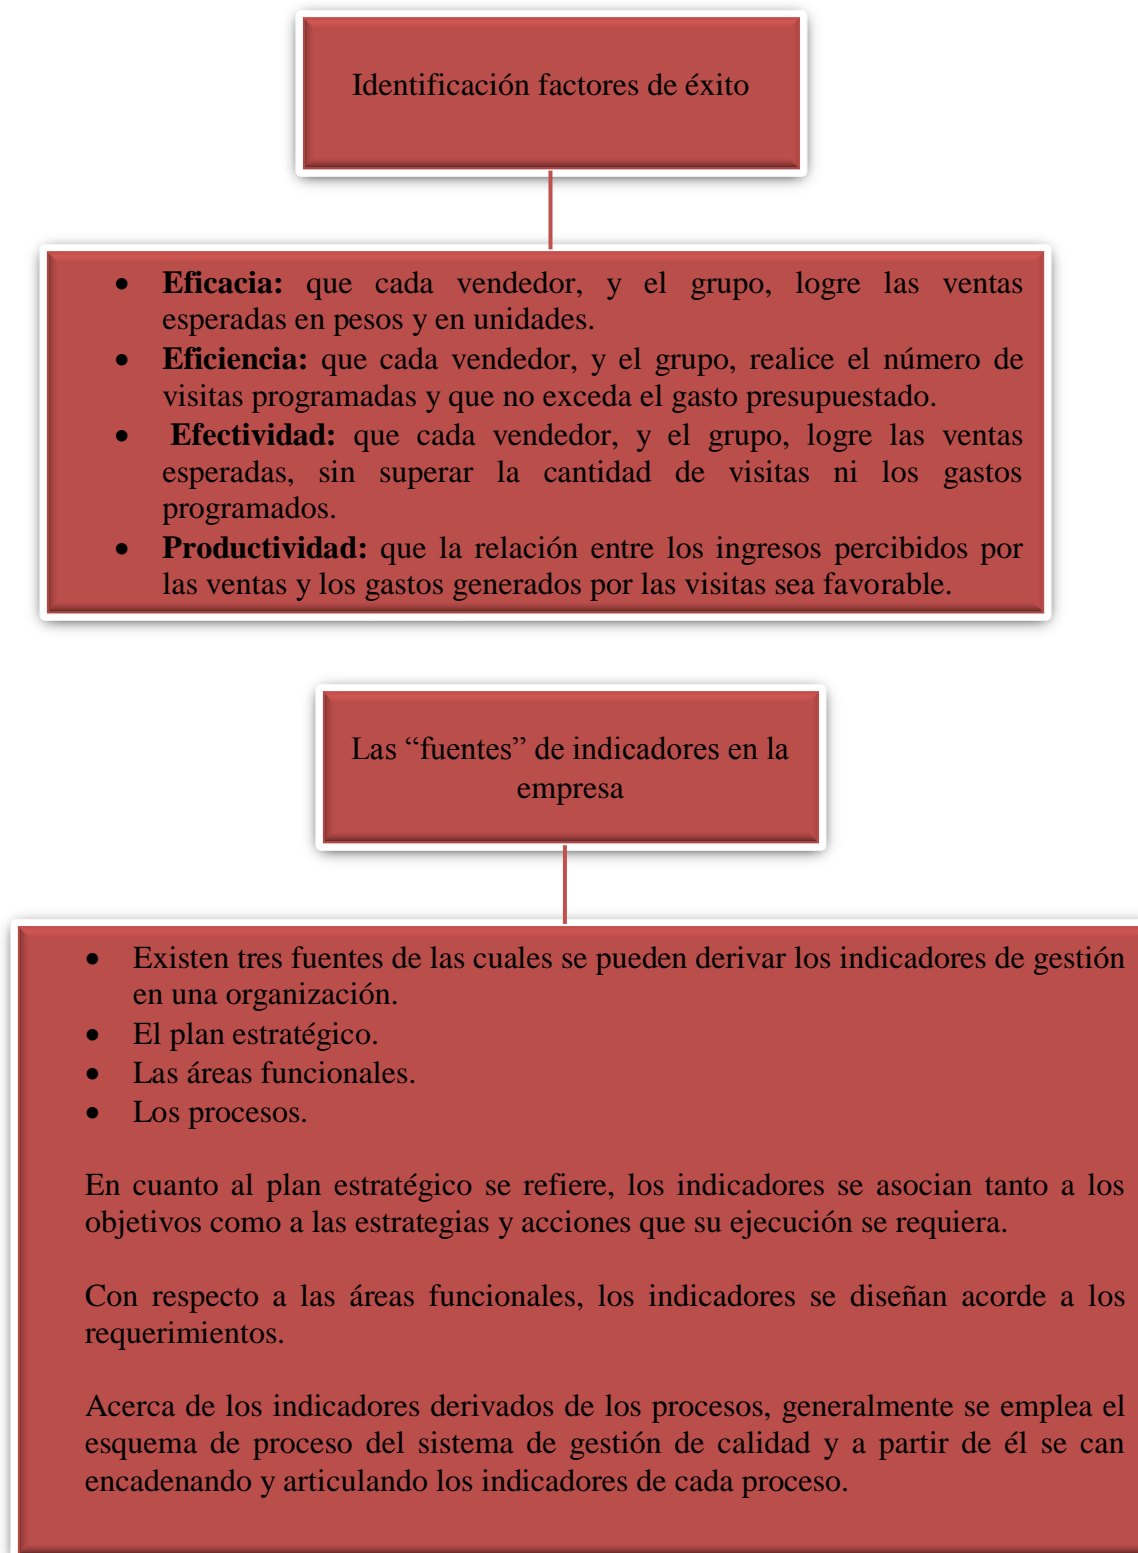 Identificación factores de éxito
• Eficacia: que cada vendedor, y el grupo, logre las ventas
esperadas en pesos y en unidades.
• Eficiencia: que cada vendedor, y el grupo, realice el número de
visitas programadas y que no exceda el gasto presupuestado.
• Efectividad: que cada vendedor, y el grupo, logre las ventas
esperadas, sin superar la cantidad de visitas ni los gastos
programados.
• Productividad: que la relación entre los ingresos percibidos por
las ventas y los gastos generados por las visitas sea favorable.
Las “fuentes” de indicadores en la
empresa
• Existen tres fuentes de las cuales se pueden derivar los indicadores de gestión
en una organización.
• El plan estratégico.
• Las áreas funcionales.
• Los procesos.
En cuanto al plan estratégico se refiere, los indicadores se asocian tanto a los
objetivos como a las estrategias y acciones que su ejecución se requiera.
Con respecto a las áreas funcionales, los indicadores se diseñan acorde a los
requerimientos.
Acerca de los indicadores derivados de los procesos, generalmente se emplea el
esquema de proceso del sistema de gestión de calidad y a partir de él se can
encadenando y articulando los indicadores de cada proceso.